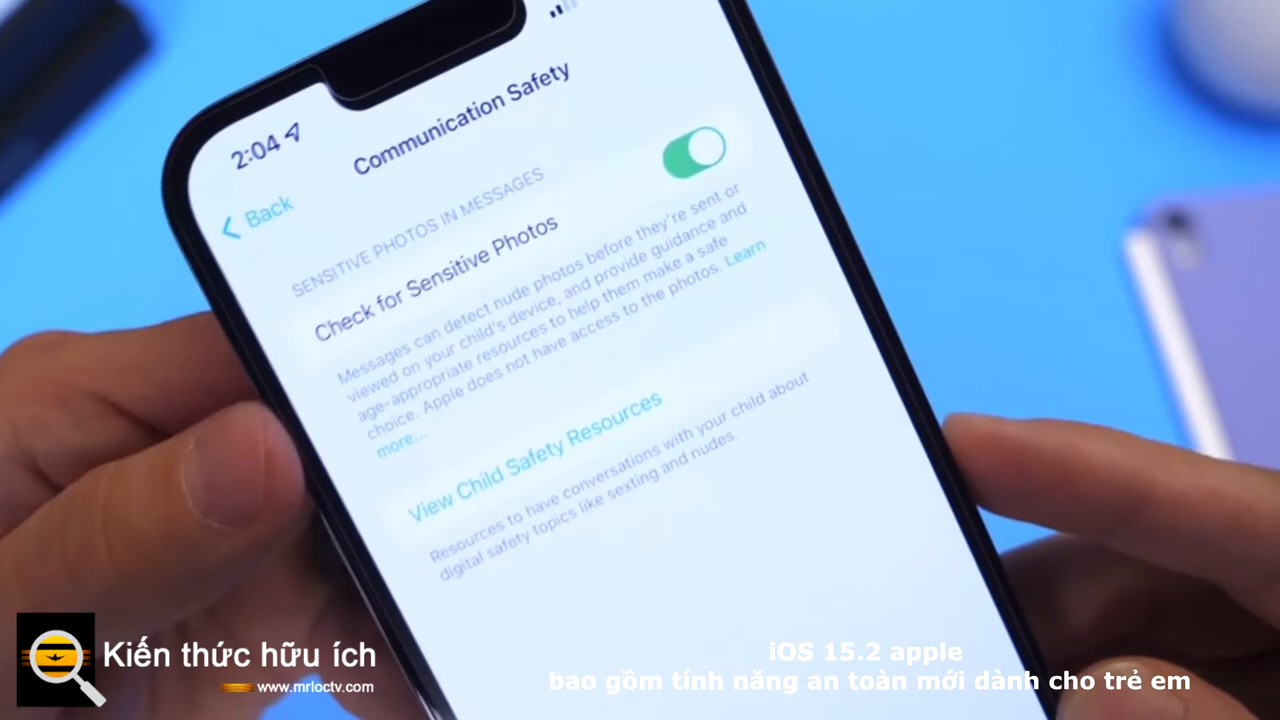 2:04
Communication Safety
Back
SENSITIVE PHOTOS IN MESSAGES
Check for Sensitive Photos
Messages can detect nude photos before they're sent or
viewed on your child's device, and provide guidance and
age-appropriate resources to help them make a safe
choice. Apple does not have access to the photos. Learn
more...
View Child Safety Resources
Resources to have conversations with your child about
digital safety topics like sexting and nudes.
Kiến thức hữu ích
www.mrloctv.com
iOS 15.2 apple
bao gồm tính năng an toàn mới dành cho trẻ em